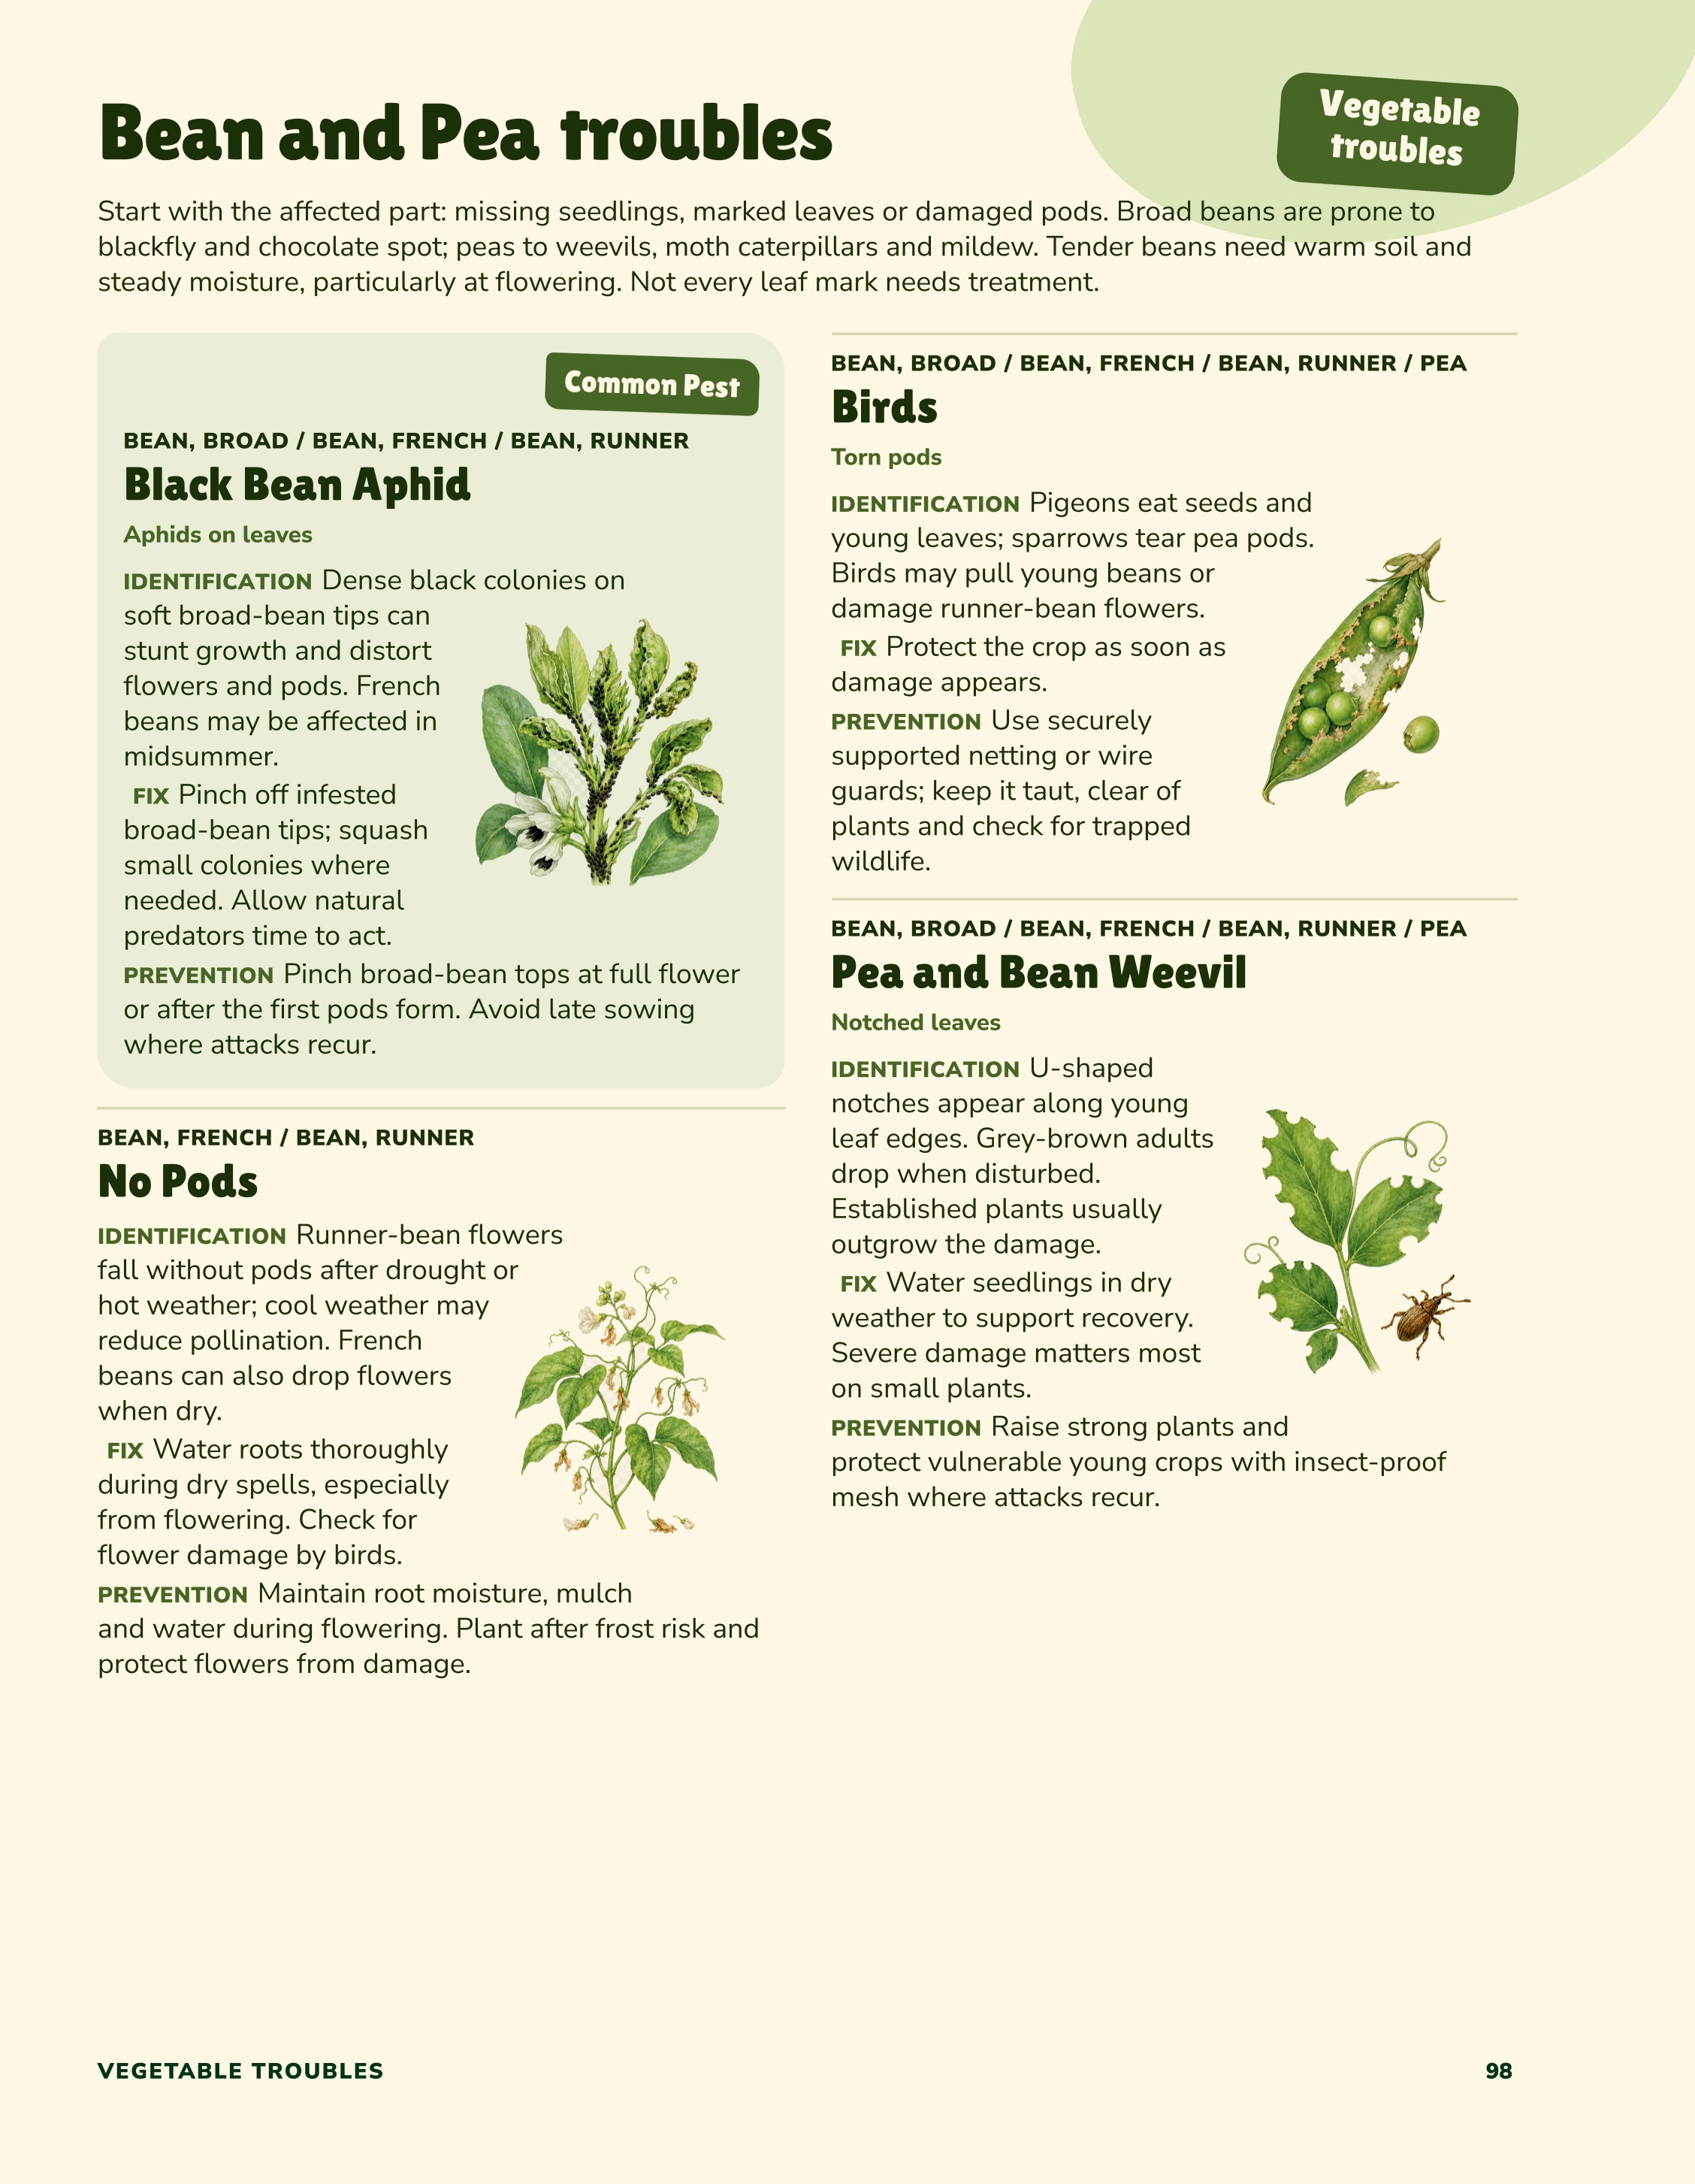 Bean and Pea troubles
Vegetable
troubles
Start with the affected part: missing seedlings, marked leaves or damaged pods. Broad beans are prone to
blackfly and chocolate spot; peas to weevils, moth caterpillars and mildew. Tender beans need warm soil and
steady moisture, particularly at flowering. Not every leaf mark needs treatment.
Common Pest
BEAN, BROAD / BEAN, FRENCH / BEAN, RUNNER
Black Bean Aphid
Aphids on leaves
IDENTIFICATION Dense black colonies on
soft broad-bean tips can
stunt growth and distort
flowers and pods. French
beans may be affected in
midsummer.
FIX Pinch off infested
broad-bean tips; squash
small colonies where
needed. Allow natural
predators time to act.
PREVENTION Pinch broad-bean tops at full flower
or after the first pods form. Avoid late sowing
where attacks recur.
BEAN, FRENCH / BEAN, RUNNER
No Pods
IDENTIFICATION Runner-bean flowers
fall without pods after drought or
hot weather; cool weather may
reduce pollination. French
beans can also drop flowers
when dry.
FIX Water roots thoroughly
during dry spells, especially
from flowering. Check for
flower damage by birds.
PREVENTION Maintain root moisture, mulch
and water during flowering. Plant after frost risk and
protect flowers from damage.
BEAN, BROAD / BEAN, FRENCH / BEAN, RUNNER / PEA
Birds
Torn pods
IDENTIFICATION Pigeons eat seeds and
young leaves; sparrows tear pea pods.
Birds may pull young beans or
damage runner-bean flowers.
FIX Protect the crop as soon as
damage appears.
PREVENTION Use securely
supported netting or wire
guards; keep it taut, clear of
plants and check for trapped
wildlife.
BEAN, BROAD / BEAN, FRENCH / BEAN, RUNNER / PEA
Pea and Bean Weevil
Notched leaves
IDENTIFICATION U-shaped
notches appear along young
leaf edges. Grey-brown adults
drop when disturbed.
Established plants usually
outgrow the damage.
FIX Water seedlings in dry
weather to support recovery.
Severe damage matters most
on small plants.
PREVENTION Raise strong plants and
protect vulnerable young crops with insect-proof
mesh where attacks recur.
VEGETABLE TROUBLES
98